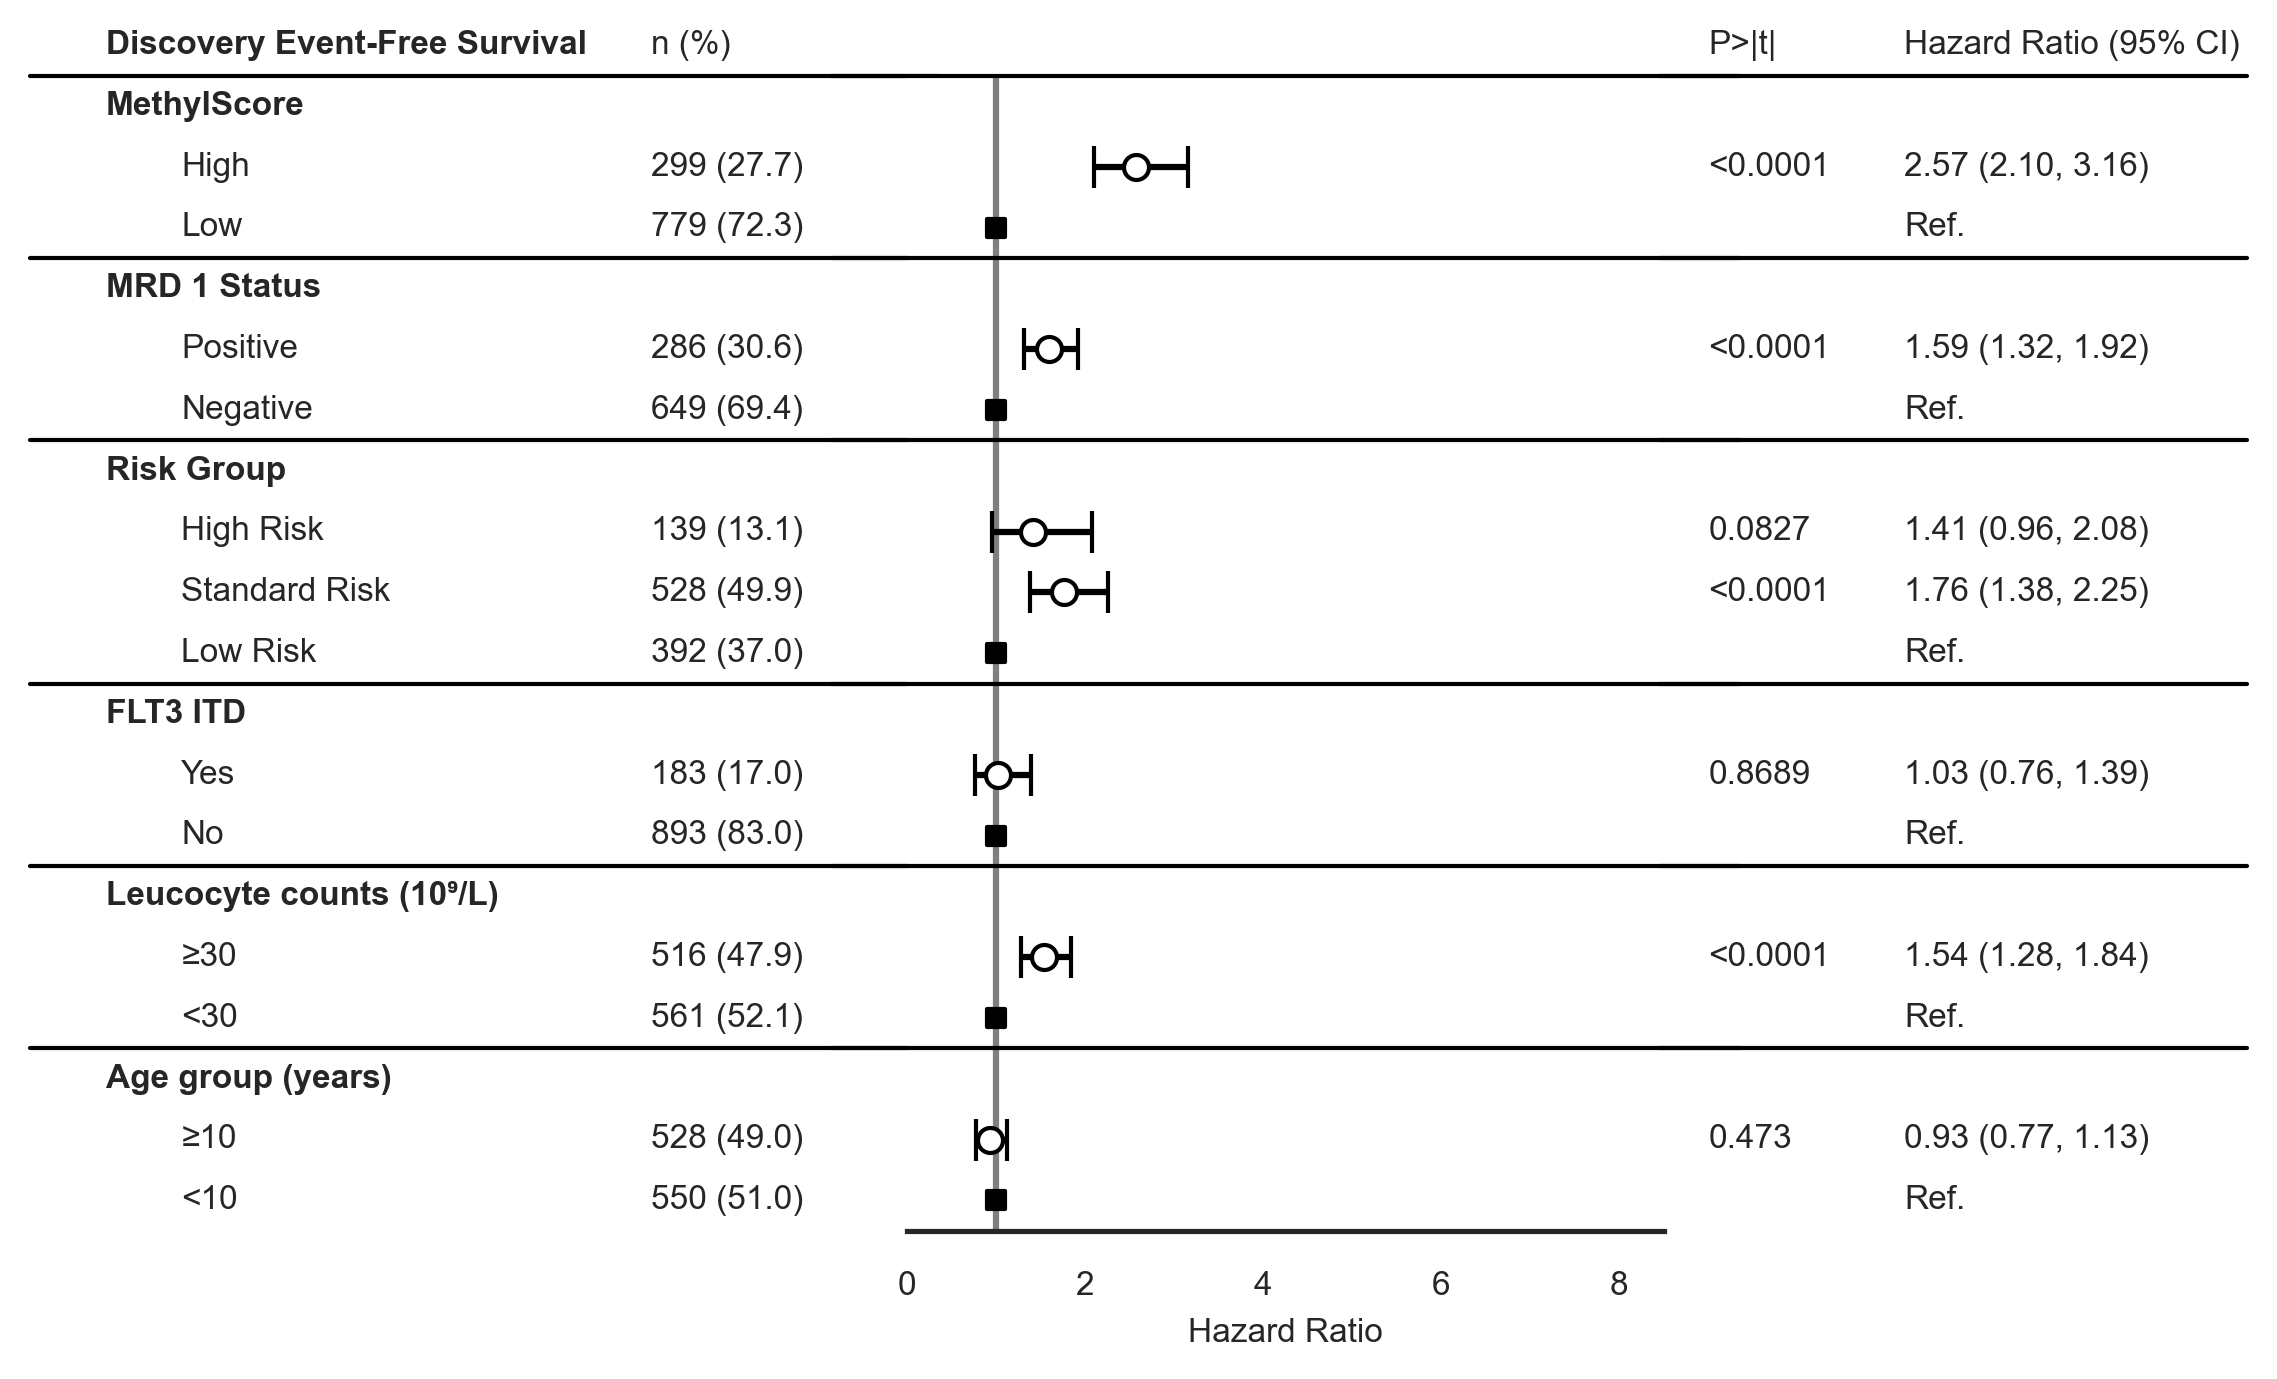 Discovery Event-Free Survival n (%) P>|t| Hazard Ratio (95% CI)
MethylScore
High 299 (27.7) <0.0001 2.57 (2.10, 3.16)
Low 779 (72.3) Ref.
MRD 1 Status
Positive 286 (30.6) <0.0001 1.59 (1.32, 1.92)
Negative 649 (69.4) Ref.
Risk Group
High Risk 139 (13.1) 0.0827 1.41 (0.96, 2.08)
Standard Risk 528 (49.9) <0.0001 1.76 (1.38, 2.25)
Low Risk 392 (37.0) Ref.
FLT3 ITD
Yes 183 (17.0) 0.8689 1.03 (0.76, 1.39)
No 893 (83.0) Ref.
Leucocyte counts (10⁹/L)
≥30 516 (47.9) <0.0001 1.54 (1.28, 1.84)
<30 561 (52.1) Ref.
Age group (years)
≥10 528 (49.0) 0.473 0.93 (0.77, 1.13)
<10 550 (51.0) Ref.
0 2 4 6 8
Hazard Ratio